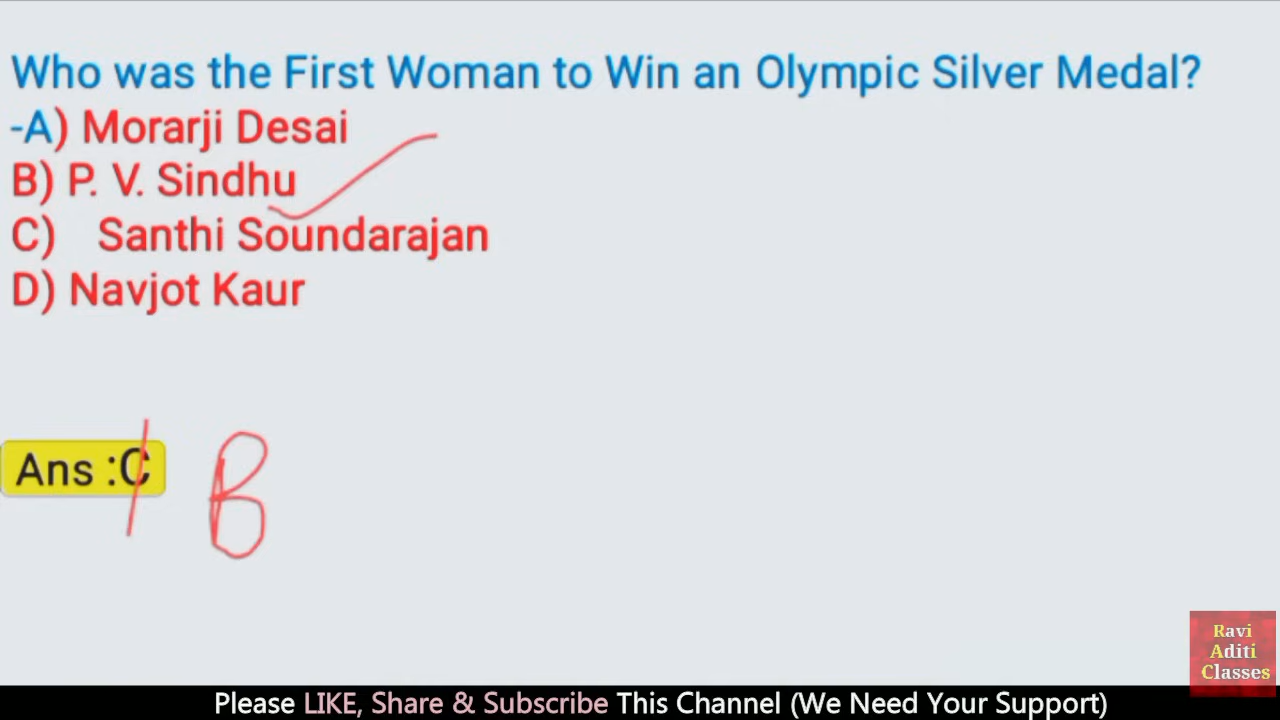 Who was the First Woman to Win an Olympic Silver Medal?
-A) Morarji Desai
B) P. V. Sindhu
C) Santhi Soundarajan
D) Navjot Kaur
Ans :C B
Ravi
Aditi
Classes
Please LIKE, Share & Subscribe This Channel (We Need Your Support)